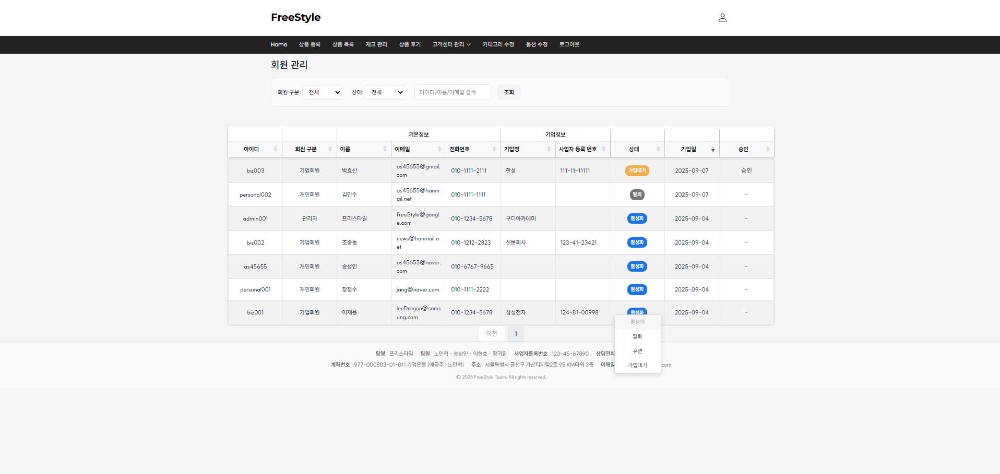 FreeStyle
Home 상품 등록 상품 목록 재고 관리 상품 후기 고객센터 관리 카테고리 수정 옵션 수정 로그아웃
회원 관리
회원 구분: 전체 상태: 전체 아이디/이름/이메일 검색 조회
기본정보 기업정보
아이디 회원 구분 이름 이메일 전화번호 기업명 사업자 등록 번호 상태 가입일 승인
biz003 기업회원 박효신 as45655@gmail.com 010-1111-2111 한성 111-11-11111 가입대기 2025-09-07 승인
personal002 개인회원 김민수 as45655@hanmail.net 010-1111-1111 탈퇴 2025-09-07 -
admin001 관리자 프리스타일 freeStyle@google.com 010-1234-5678 구디아카데미 활성화 2025-09-04 -
biz002 기업회원 조중동 news@hanmail.net 010-1212-2323 신문회사 123-41-23421 활성화 2025-09-04 -
as45655 개인회원 송성인 as45655@naver.com 010-6767-9665 활성화 2025-09-04 -
personal001 개인회원 장정수 jang@naver.com 010-1111-2222 활성화 2025-09-04 -
biz001 기업회원 이재용 leeDragon@samsung.com 010-1234-5678 삼성전자 124-81-00998 활성화 2025-09-04 -
활성화
탈퇴
휴면
가입대기
이전 1
팀명 : 프리스타일 팀원 : 노민혁 · 송성인 · 이현호 · 황귀환 사업자등록번호 : 123-45-67890 상담전화
계좌번호 : 977-000803-01-011 기업은행 (예금주 : 노민혁) 주소 : 서울특별시 금천구 가산디지털2로 95 KM타워 3층 이메일 com
© 2025 FreeStyle Team. All rights reserved.